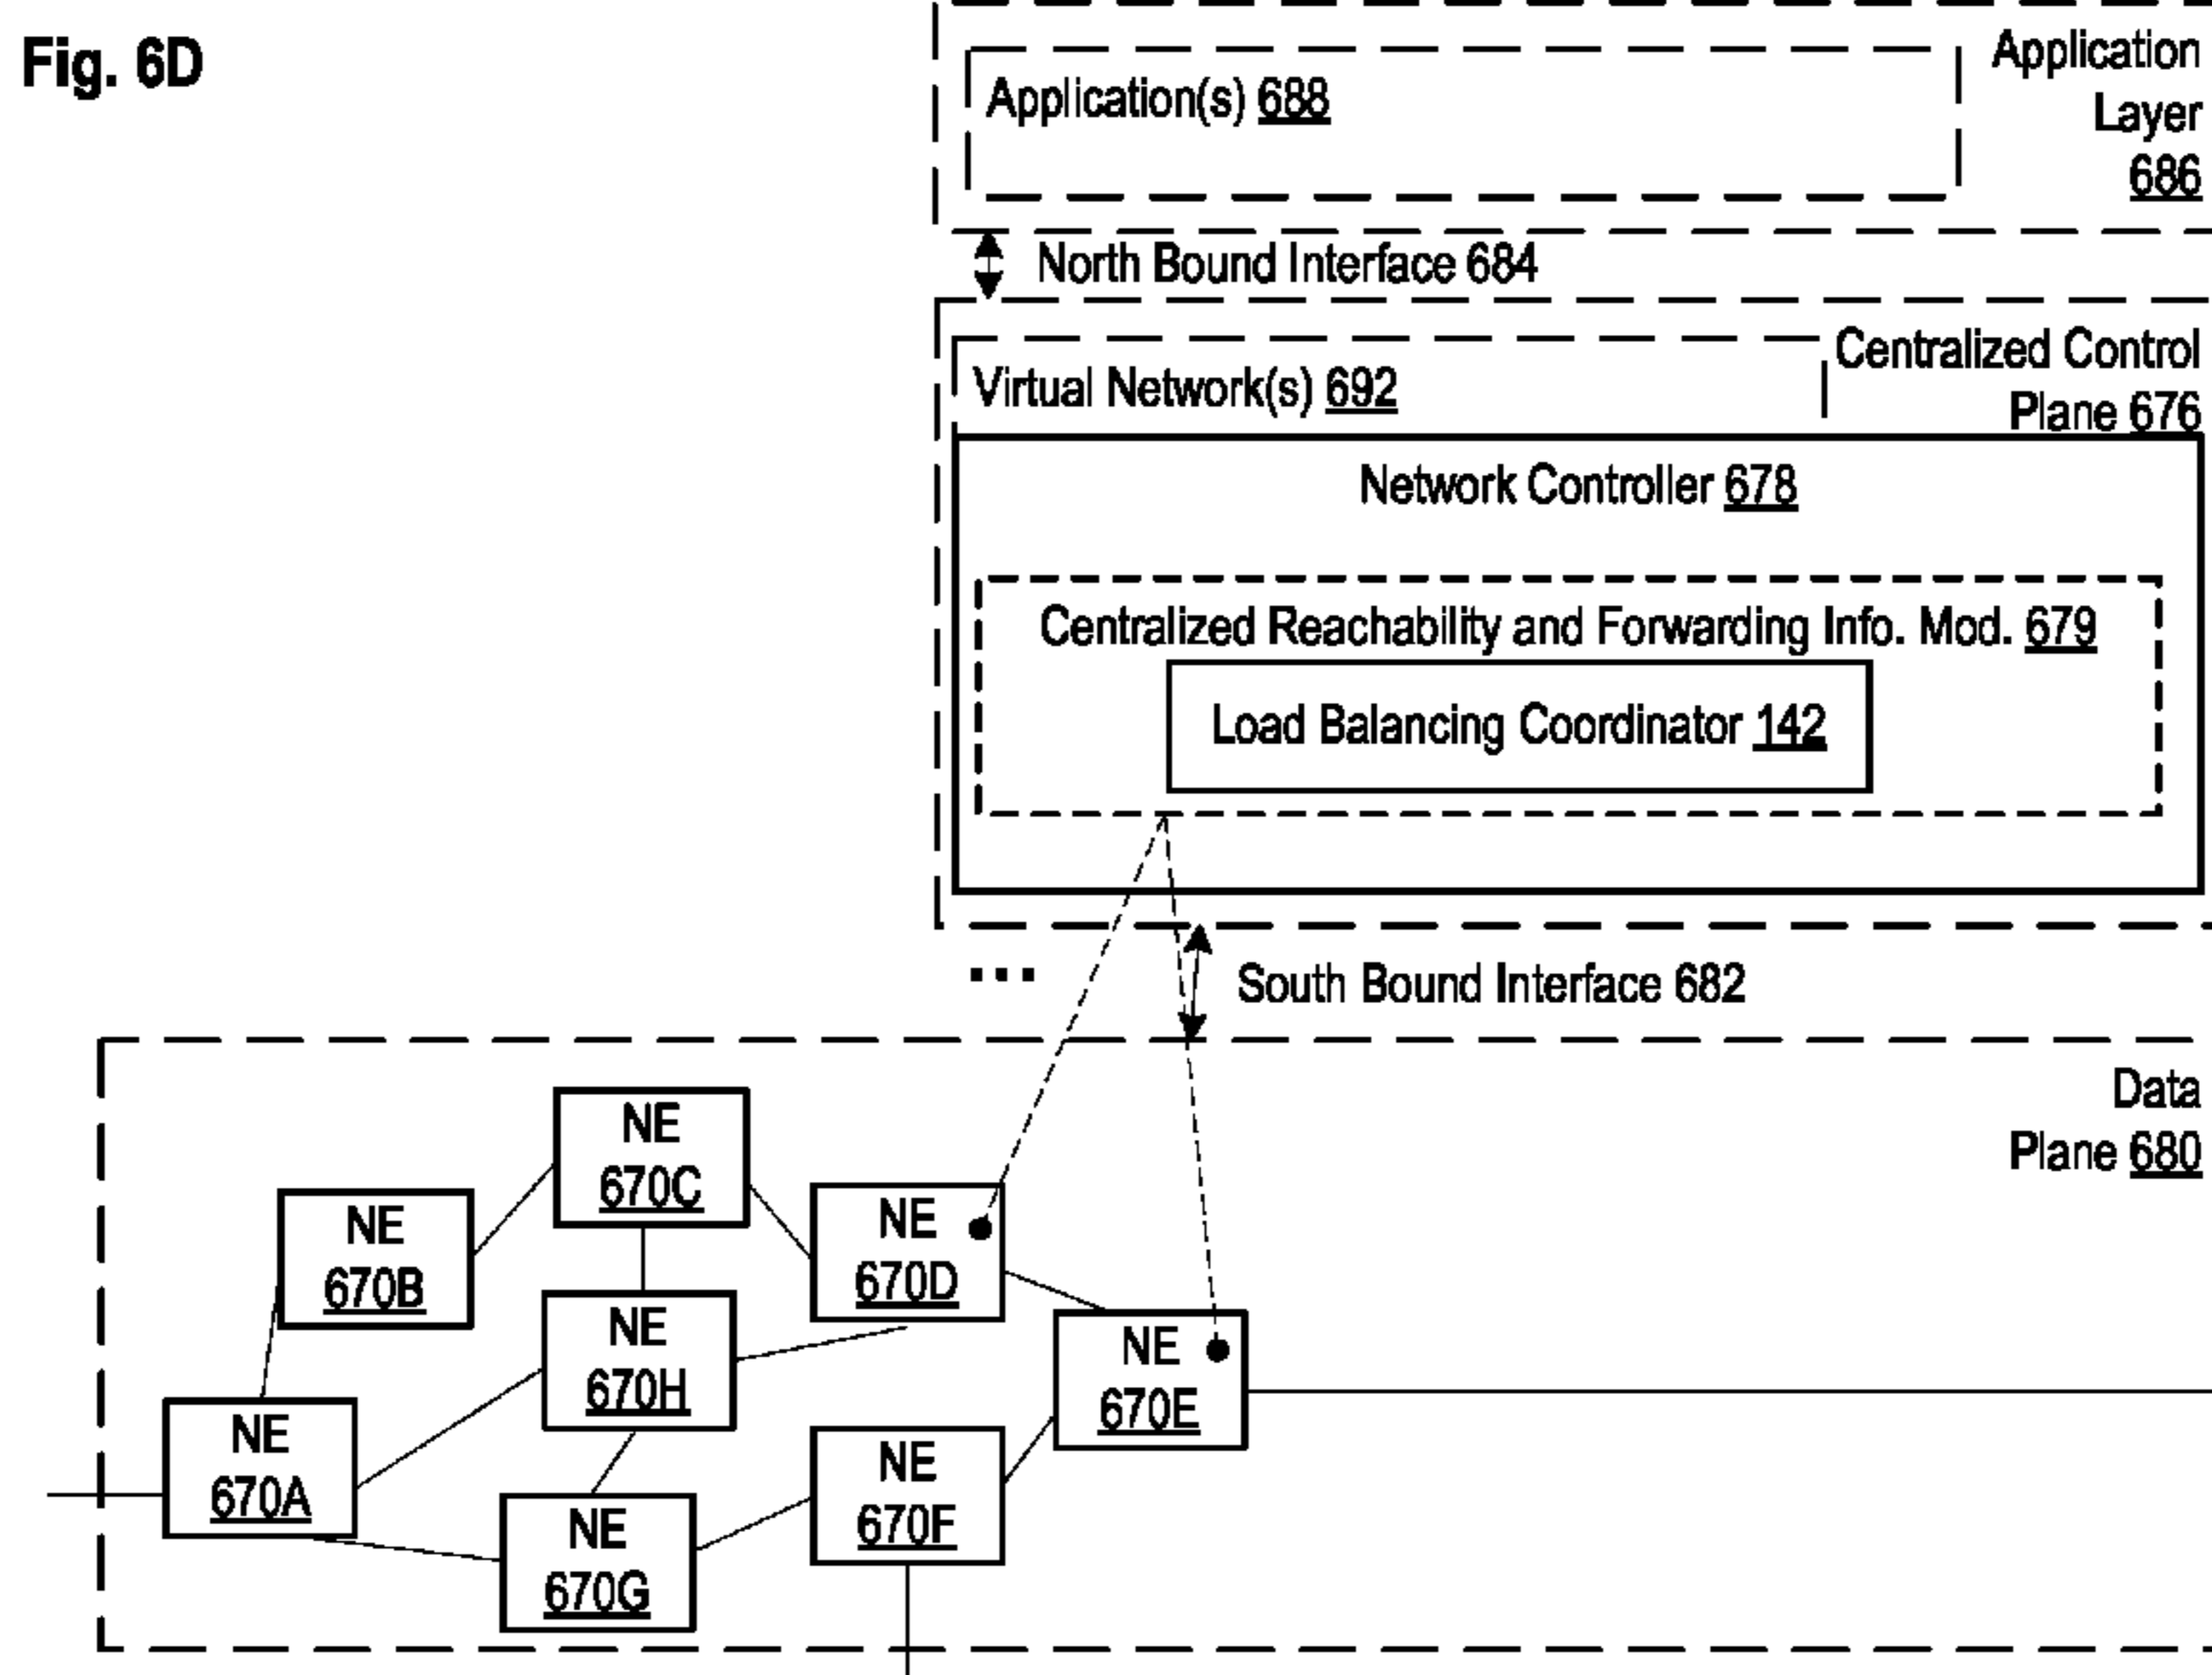 Fig. 6D
Application
Layer
686
Application(s) 688
North Bound Interface 684
Centralized Control
Plane 676
Virtual Network(s) 692
Network Controller 678
Centralized Reachability and Forwarding Info. Mod. 679
Load Balancing Coordinator 142
...
South Bound Interface 682
Data
Plane 680
NE
670C
NE
670B
NE
670D
NE
670H
NE
670E
NE
670A
NE
670F
NE
670G